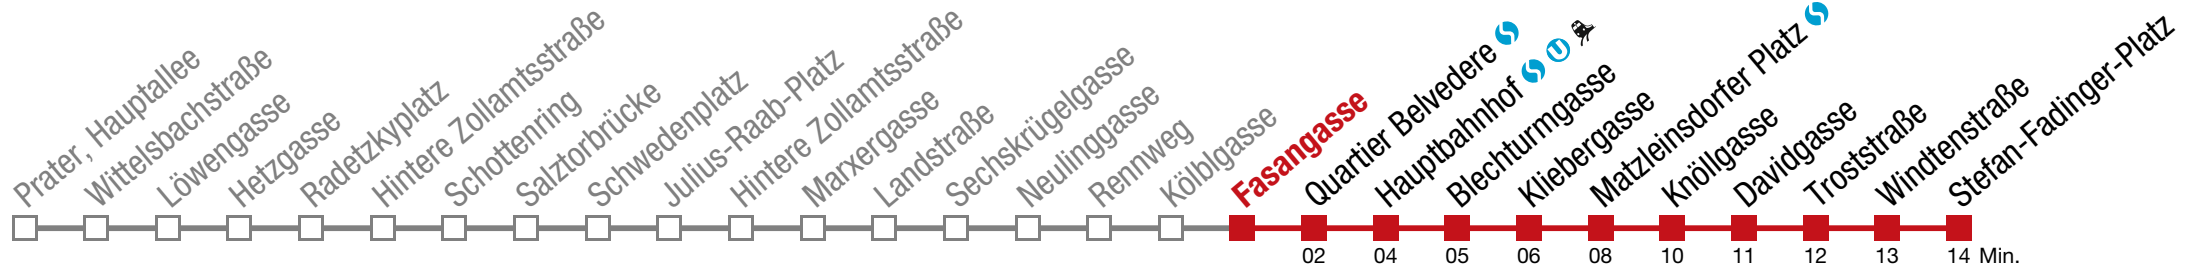 Prater, Hauptallee
Wittelsbachstraße
Löwengasse
Hetzgasse
Radetzkyplatz
Hintere Zollamtsstraße
Schottenring
Salztorbrücke
Schwedenplatz
Julius-Raab-Platz
Hintere Zollamtsstraße
Marxergasse
Landstraße
Sechskrügelgasse
Neulinggasse
Rennweg
Kölblgasse
Fasangasse
Quartier Belvedere S
Hauptbahnhof S U
Blechturmgasse
Kliebergasse
Matzleinsdorfer Platz S
Knöllgasse
Davidgasse
Troststraße
Windtenstraße
Stefan-Fadinger-Platz
02 04 05 06 08 10 11 12 13 14 Min.